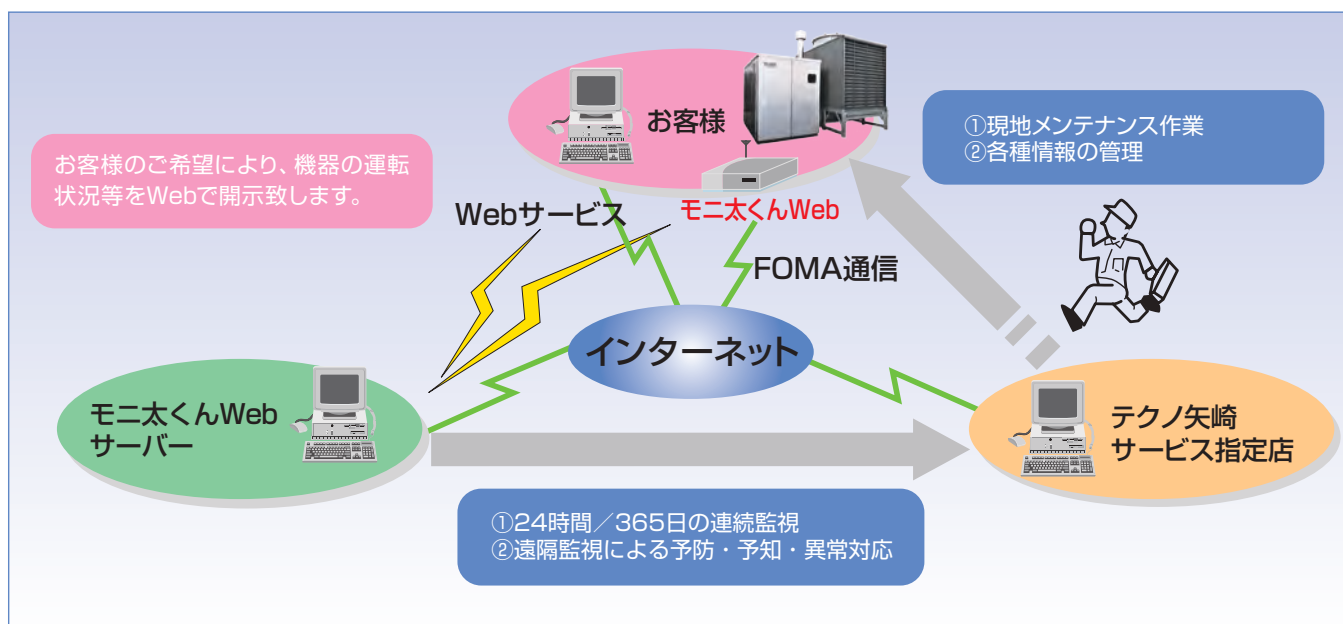 お客様
①現地メンテナンス作業
②各種情報の管理
お客様のご希望により、機器の運転
状況等をWebで開示致します。
Webサービス
モニ太くんWeb
FOMA通信
インターネット
モニ太くんWeb
サーバー
テクノ矢崎
サービス指定店
①24時間／365日の連続監視
②遠隔監視による予防・予知・異常対応